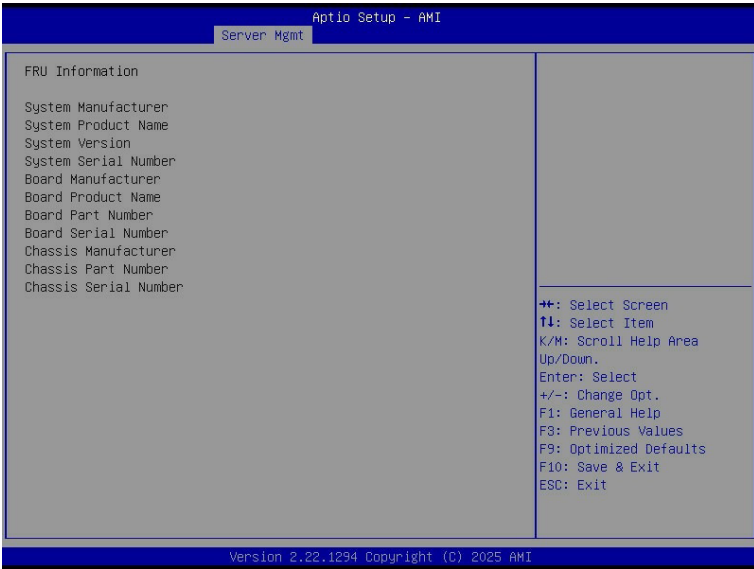 Aptio Setup – AMI
Server Mgmt
FRU Information
System Manufacturer
System Product Name
System Version
System Serial Number
Board Manufacturer
Board Product Name
Board Part Number
Board Serial Number
Chassis Manufacturer
Chassis Part Number
Chassis Serial Number
→←: Select Screen
↑↓: Select Item
K/M: Scroll Help Area
Up/Down.
Enter: Select
+/-: Change Opt.
F1: General Help
F3: Previous Values
F9: Optimized Defaults
F10: Save & Exit
ESC: Exit
Version 2.22.1294 Copyright (C) 2025 AMI